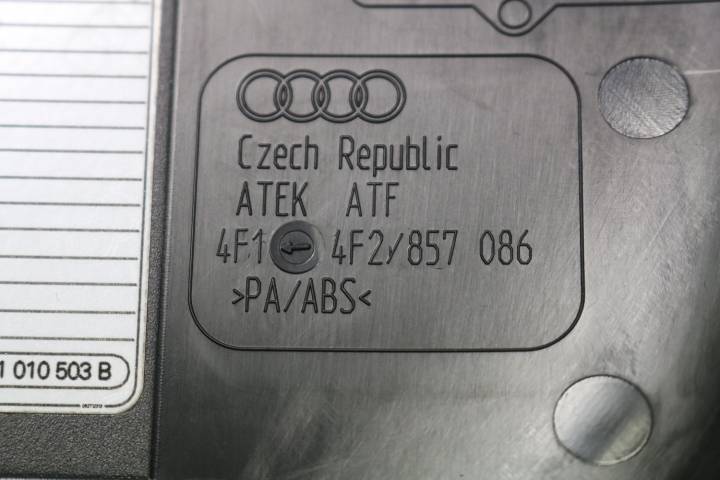 Czech Republic
ATEK ATF
4F1 ← 4F2/857 086
>PA/ABS<
1 010 503 B